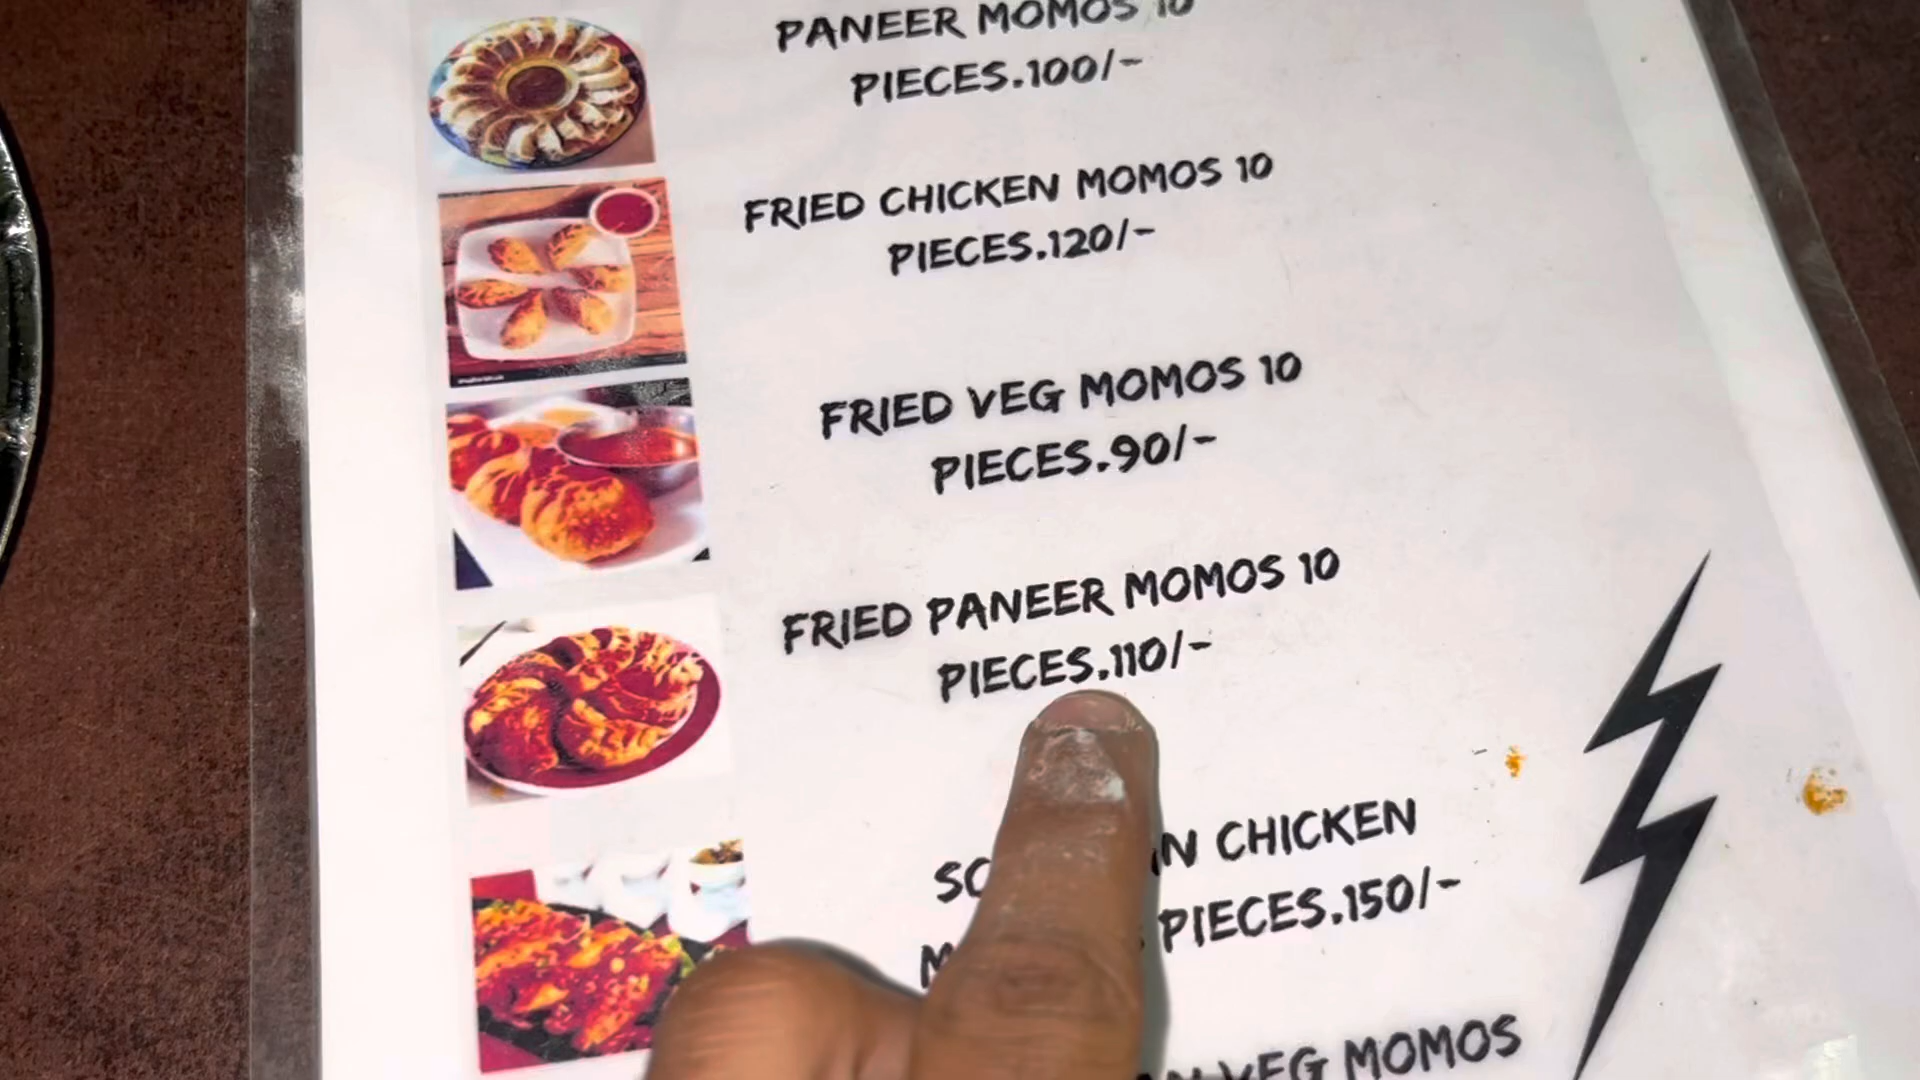 PANEER MOMOS 10
PIECES.100/-
FRIED CHICKEN MOMOS 10
PIECES.120/-
FRIED VEG MOMOS 10
PIECES.90/-
FRIED PANEER MOMOS 10
PIECES.110/-
CHICKEN
PIECES.150/-
VEG MOMOS